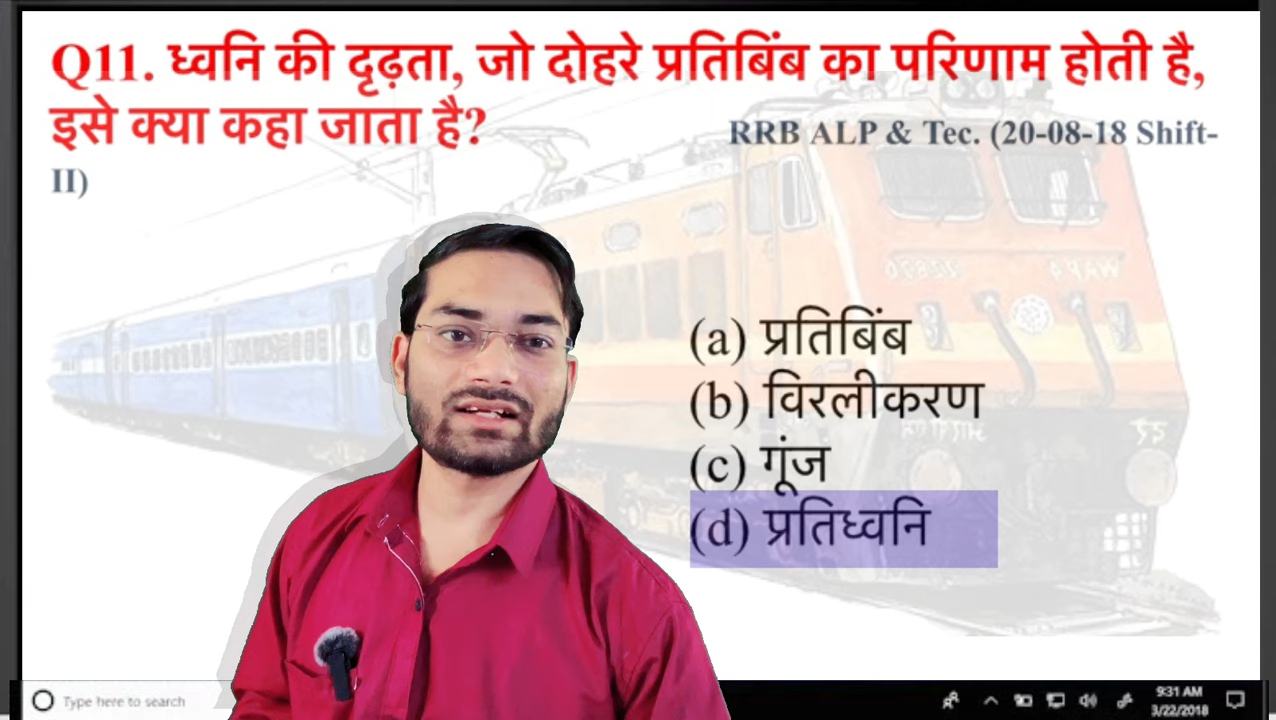 Q11. ध्वनि की दृढ़ता, जो दोहरे प्रतिबिंब का परिणाम होती है,
इसे क्या कहा जाता है?
RRB ALP & Tec. (20-08-18 Shift-
II)
(a) प्रतिबिंब
(b) विरलीकरण
(c) गूंज
(d) प्रतिध्वनि
Type here to search
9:31 AM
3/22/2018